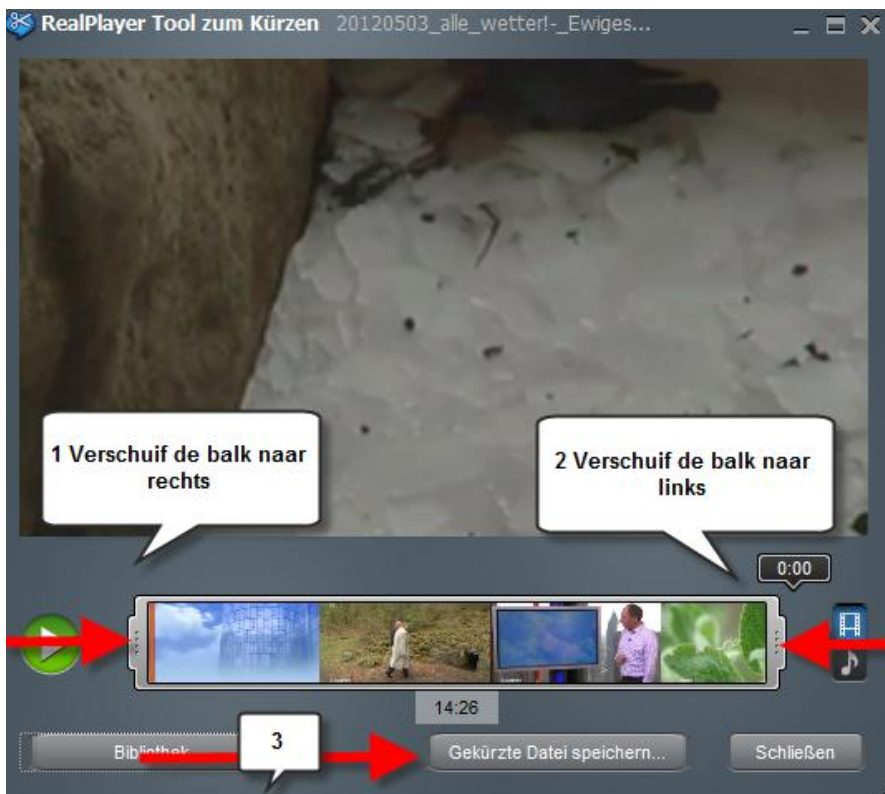 RealPlayer Tool zum Kürzen 20120503_alle_wetter!-_Ewiges...
1 Verschuif de balk naar
rechts
2 Verschuif de balk naar
links
0:00
14:26
Bibliothek
3
Gekürzte Datei speichern...
Schließen